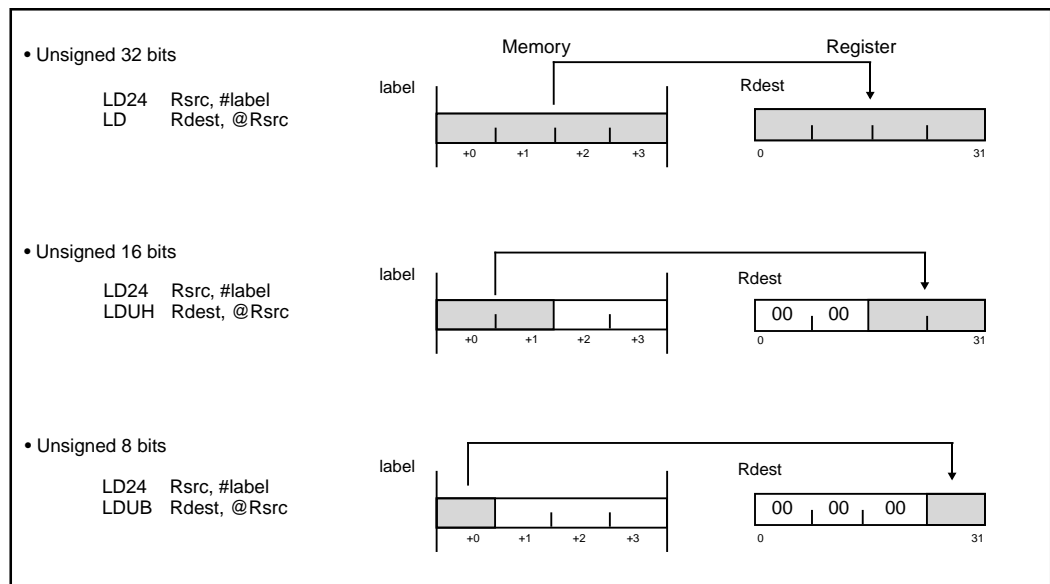 • Unsigned 32 bits
Memory
Register
LD24 Rsrc, #label
LD Rdest, @Rsrc
label
Rdest
+0 +1 +2 +3
0 31
• Unsigned 16 bits
LD24 Rsrc, #label
LDUH Rdest, @Rsrc
label
Rdest
00 00
+0 +1 +2 +3
0 31
• Unsigned 8 bits
LD24 Rsrc, #label
LDUB Rdest, @Rsrc
label
Rdest
00 00 00
+0 +1 +2 +3
0 31